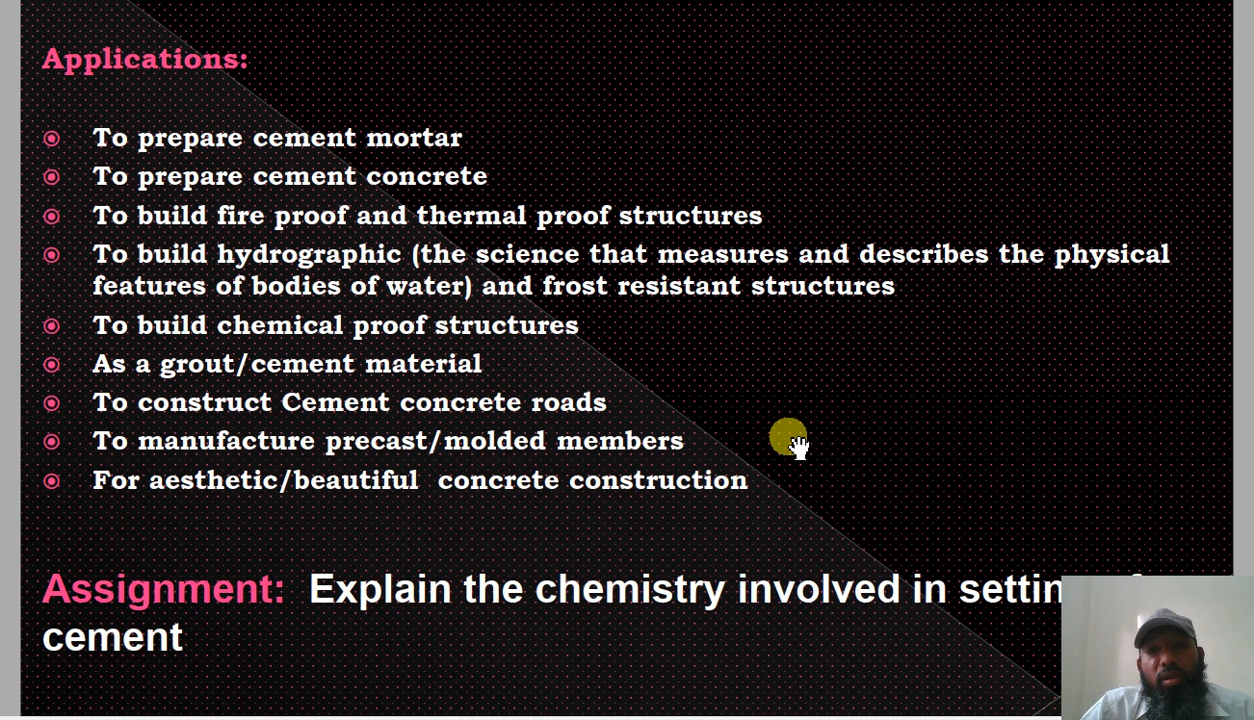 Applications:
To prepare cement mortar
To prepare cement concrete
To build fire proof and thermal proof structures
To build hydrographic (the science that measures and describes the physical
features of bodies of water) and frost resistant structures
To build chemical proof structures
As a grout/cement material
To construct Cement concrete roads
To manufacture precast/molded members
For aesthetic/beautiful concrete construction
Assignment: Explain the chemistry involved in
cement